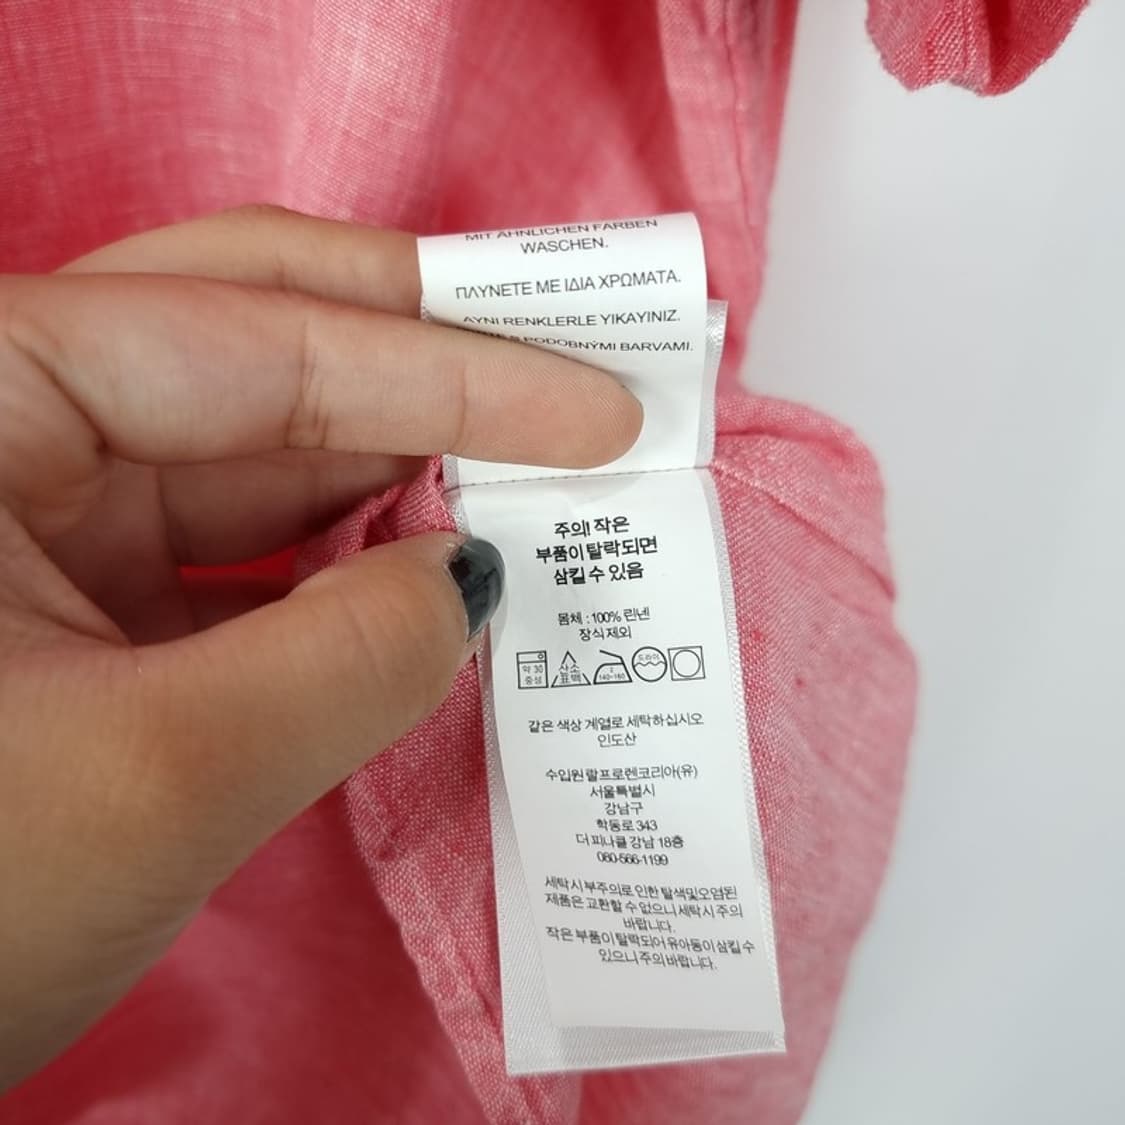 MIT ÄHNLICHEN FARBEN
WASCHEN.
ΠΛΥΝΕΤΕ ΜΕ ΙΔΙΑ ΧΡΩΜΑΤΑ.
AYNI RENKLERLE YIKAYINIZ.
S PODOBNÝMI BARVAMI.
주의! 작은
부품이 탈락되면
삼킬 수 있음
몸체 : 100% 린넨
장식제외
약 30
중성
산소
표백
2
140~160
드라이
같은 색상 계열로 세탁하십시오
인도산
수입원 랄프로렌코리아(유)
서울특별시
강남구
학동로 343
더 피나클 강남 18층
080-566-1199
세탁시 부주의로 인한 탈색및오염된
제품은 교환할 수 없으니 세탁시 주의
바랍니다.
작은 부품이 탈락되어 유아동이 삼킬 수
있으니 주의 바랍니다.